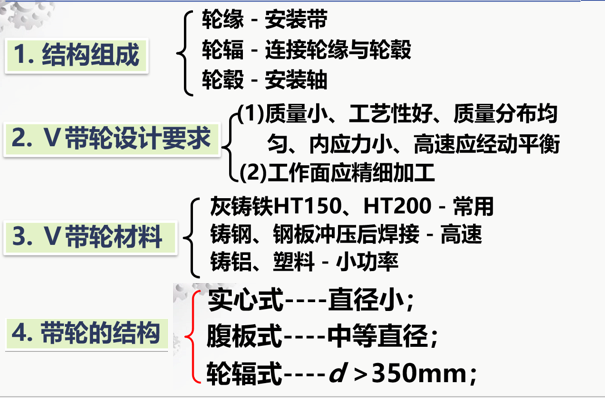 轮缘 - 安装带
1. 结构组成
轮辐 - 连接轮缘与轮毂
轮毂 - 安装轴
(1)质量小、工艺性好、质量分布均
2. V带轮设计要求
匀、内应力小、高速应经动平衡
(2)工作面应精细加工
灰铸铁HT150、HT200 - 常用
3. V带轮材料
铸钢、钢板冲压后焊接 - 高速
铸铝、塑料 - 小功率
实心式----直径小；
4. 带轮的结构
腹板式----中等直径；
轮辐式----d >350mm；